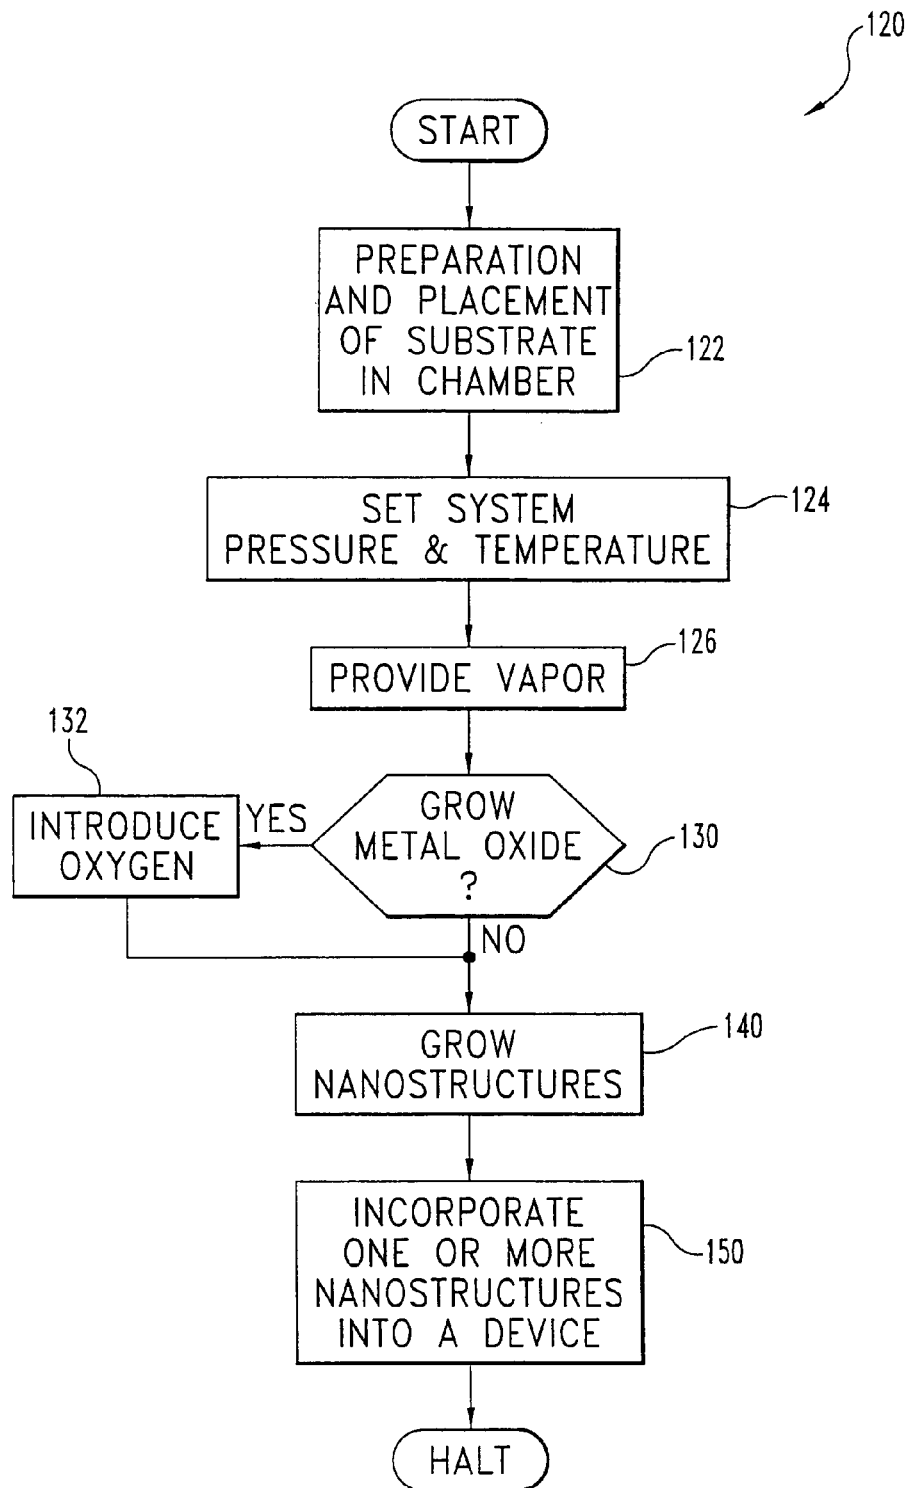 120
START
PREPARATION
AND PLACEMENT
OF SUBSTRATE
IN CHAMBER
122
SET SYSTEM
PRESSURE & TEMPERATURE
124
PROVIDE VAPOR
126
132
INTRODUCE
OXYGEN
YES
GROW
METAL OXIDE
?
130
NO
GROW
NANOSTRUCTURES
140
INCORPORATE
ONE OR MORE
NANOSTRUCTURES
INTO A DEVICE
150
HALT